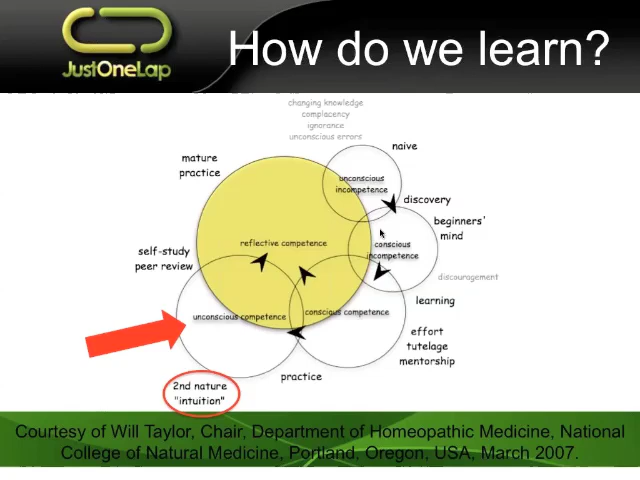 How do we learn?
JustOneLap
changing knowledge
complacency
ignorance
unconscious errors
naive
mature
practice
unconscious
incompetence
discovery
beginners'
mind
reflective competence
conscious
incompetence
self-study
peer review
discouragement
learning
unconscious competence
conscious competence
effort
tutelage
mentorship
practice
2nd nature
"intuition"
Courtesy of Will Taylor, Chair, Department of Homeopathic Medicine, National
College of Natural Medicine, Portland, Oregon, USA, March 2007.